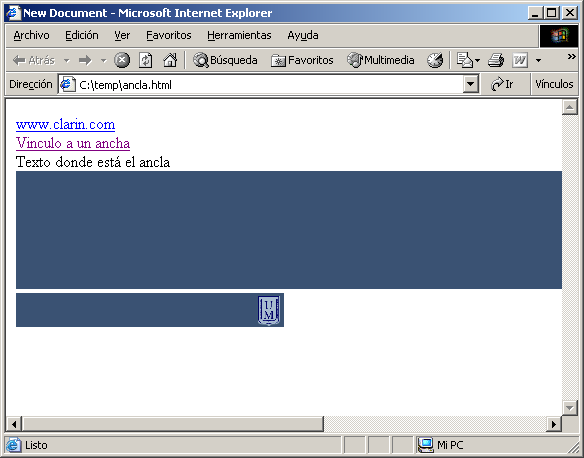 New Document - Microsoft Internet Explorer
Archivo Edición Ver Favoritos Herramientas Ayuda
Atrás Búsqueda Favoritos Multimedia W »
Dirección C:\temp\ancla.html Ir Vínculos
www.clarin.com
Vinculo a un ancha
Texto donde está el ancla
U
M
Listo Mi PC